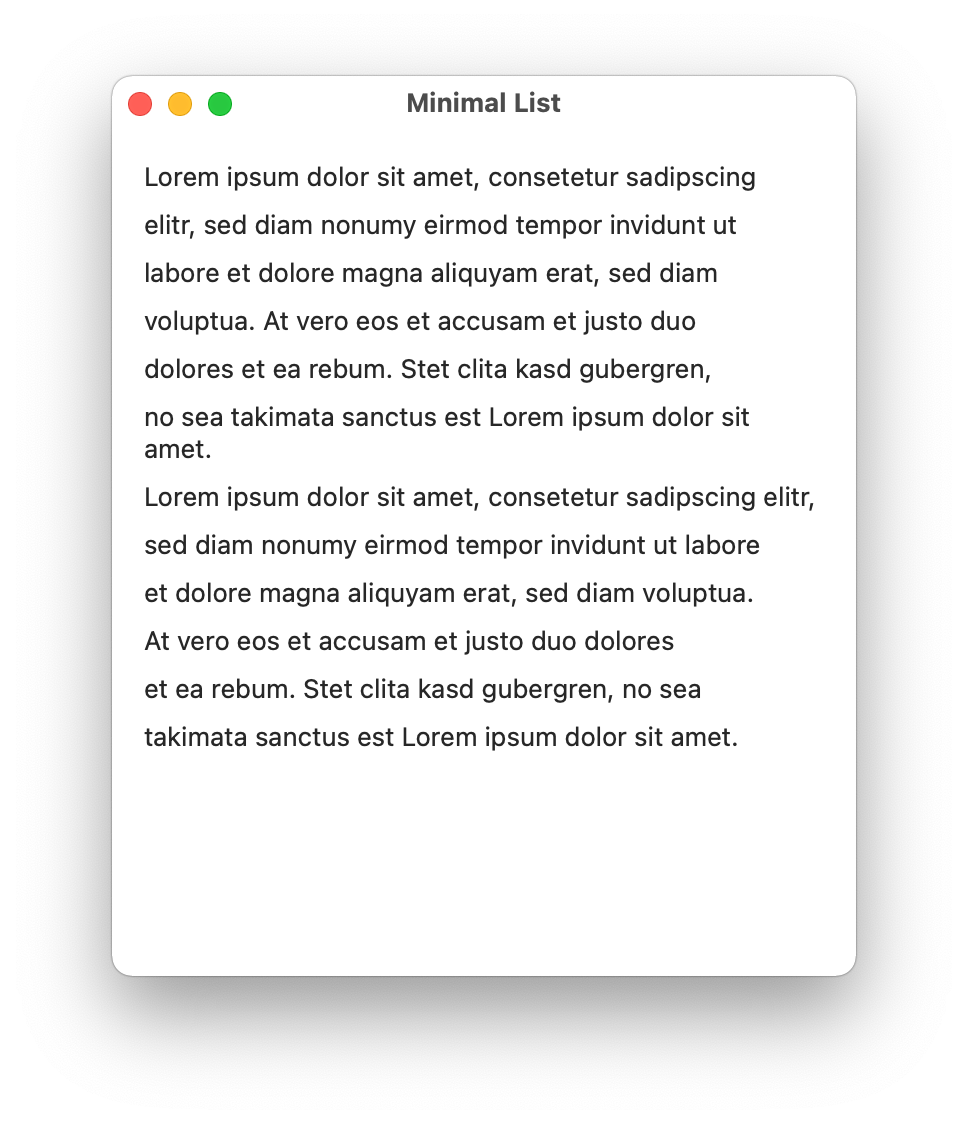 Minimal List
Lorem ipsum dolor sit amet, consetetur sadipscing
elitr, sed diam nonumy eirmod tempor invidunt ut
labore et dolore magna aliquyam erat, sed diam
voluptua. At vero eos et accusam et justo duo
dolores et ea rebum. Stet clita kasd gubergren,
no sea takimata sanctus est Lorem ipsum dolor sit
amet.
Lorem ipsum dolor sit amet, consetetur sadipscing elitr,
sed diam nonumy eirmod tempor invidunt ut labore
et dolore magna aliquyam erat, sed diam voluptua.
At vero eos et accusam et justo duo dolores
et ea rebum. Stet clita kasd gubergren, no sea
takimata sanctus est Lorem ipsum dolor sit amet.